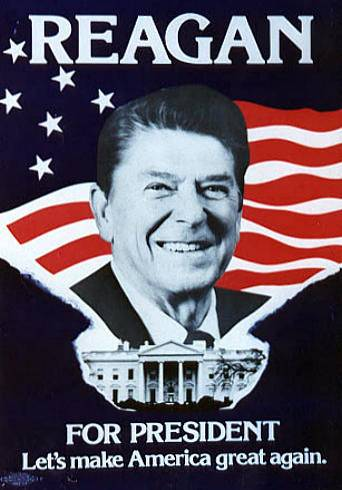 REAGAN
FOR PRESIDENT
Let's make America great again.